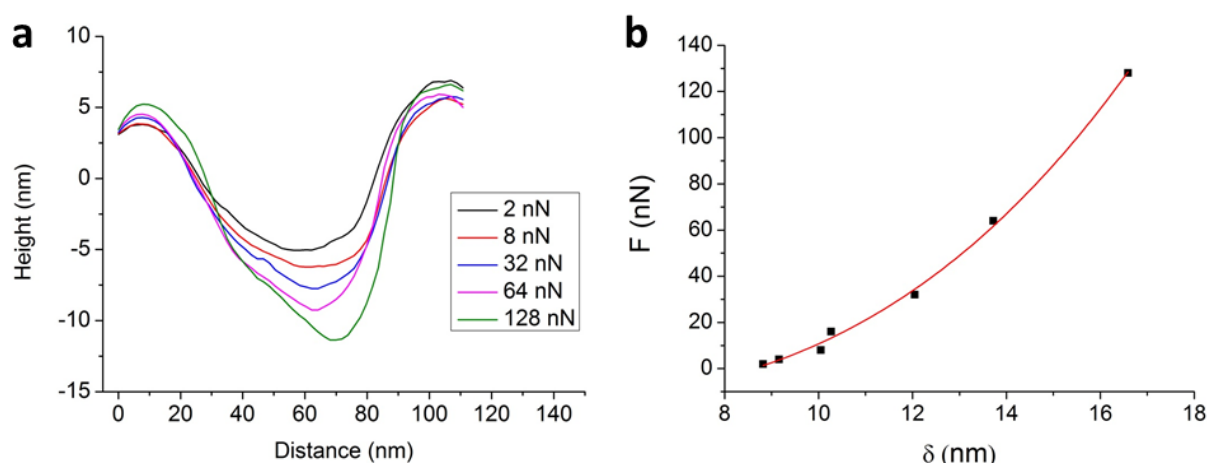 a
10
5
0
-5
-10
-15
Height (nm)
0 20 40 60 80 100 120 140
Distance (nm)
2 nN
8 nN
32 nN
64 nN
128 nN
b
140
120
100
80
60
40
20
0
F (nN)
8 10 12 14 16 18
δ (nm)